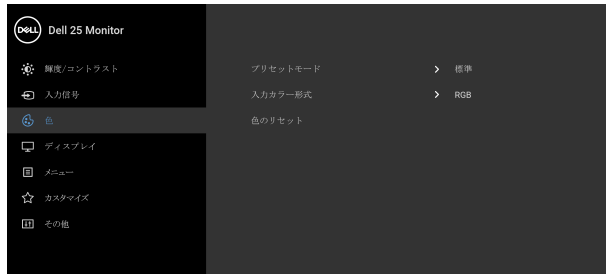 DELL
Dell 25 Monitor
輝度/コントラスト
プリセットモード
標準
入力信号
入力カラー形式
RGB
色
色のリセット
ディスプレイ
メニュー
カスタマイズ
その他